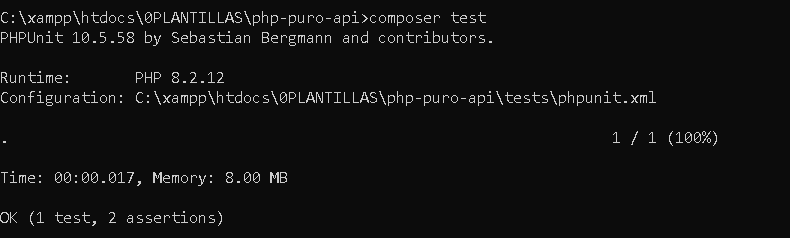 C:\xampp\htdocs\0PLANTILLAS\php-puro-api>composer test
PHPUnit 10.5.58 by Sebastian Bergmann and contributors.
Runtime:       PHP 8.2.12
Configuration: C:\xampp\htdocs\0PLANTILLAS\php-puro-api\tests\phpunit.xml
.                                                                   1 / 1 (100%)
Time: 00:00.017, Memory: 8.00 MB
OK (1 test, 2 assertions)